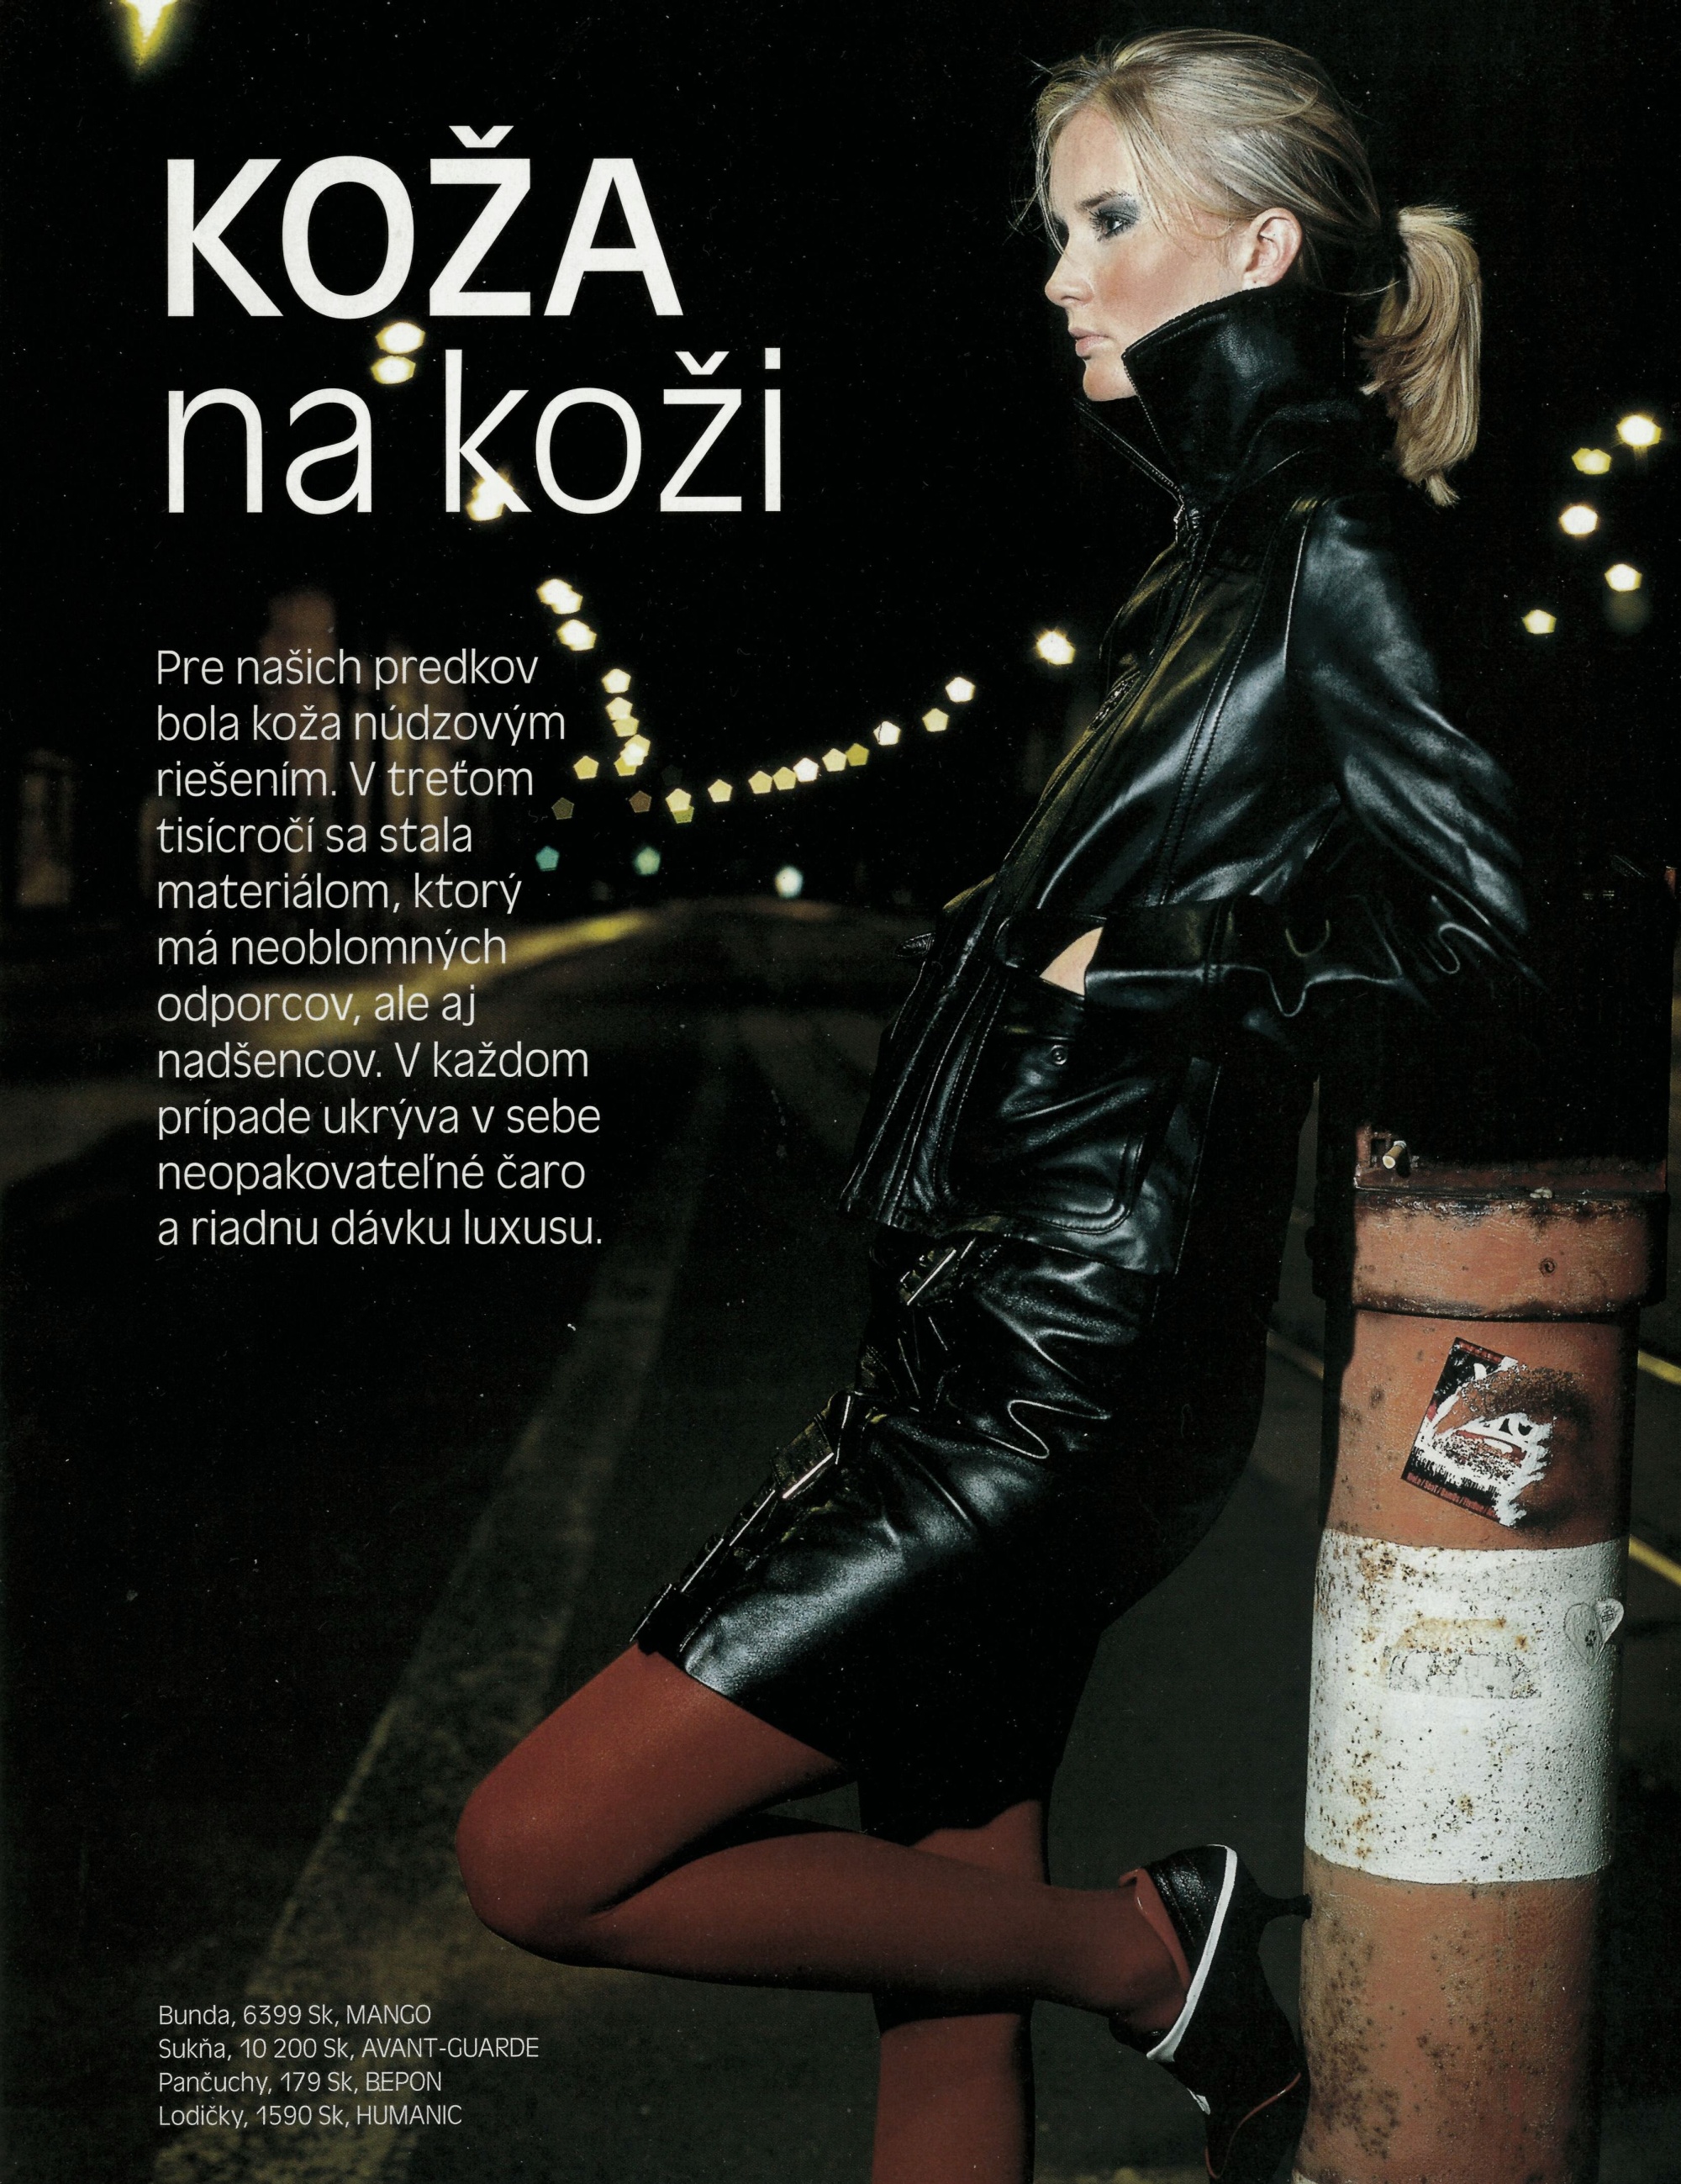 KOŽA
na koži
Pre našich predkov
bola koža núdzovým
riešením. V treťom
tisícročí sa stala
materiálom, ktorý
má neoblomných
odporcov, ale aj
nadšencov. V každom
prípade ukrýva v sebe
neopakovateľné čaro
a riadnu dávku luxusu.
Bunda, 6399 Sk, MANGO
Sukňa, 10 200 Sk, AVANT-GUARDE
Pančuchy, 179 Sk, BEPON
Lodičky, 1590 Sk, HUMANIC